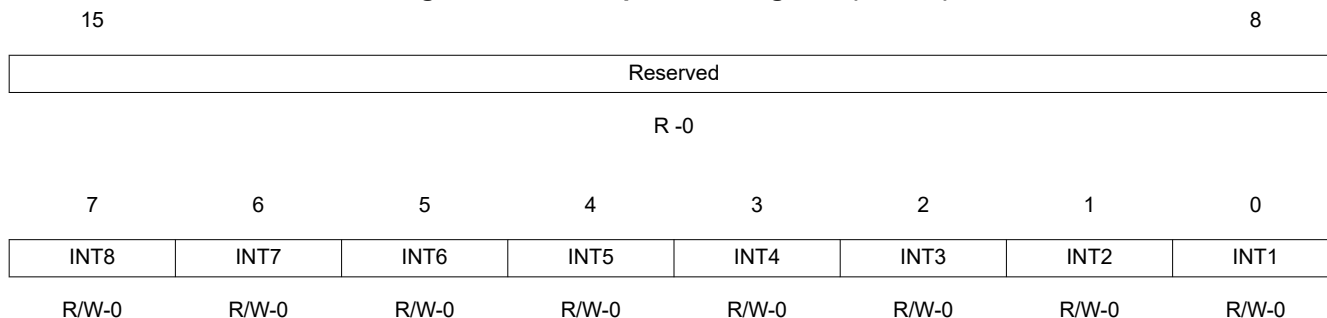 15 8
Reserved
R -0
7 6 5 4 3 2 1 0
INT8 INT7 INT6 INT5 INT4 INT3 INT2 INT1
R/W-0 R/W-0 R/W-0 R/W-0 R/W-0 R/W-0 R/W-0 R/W-0